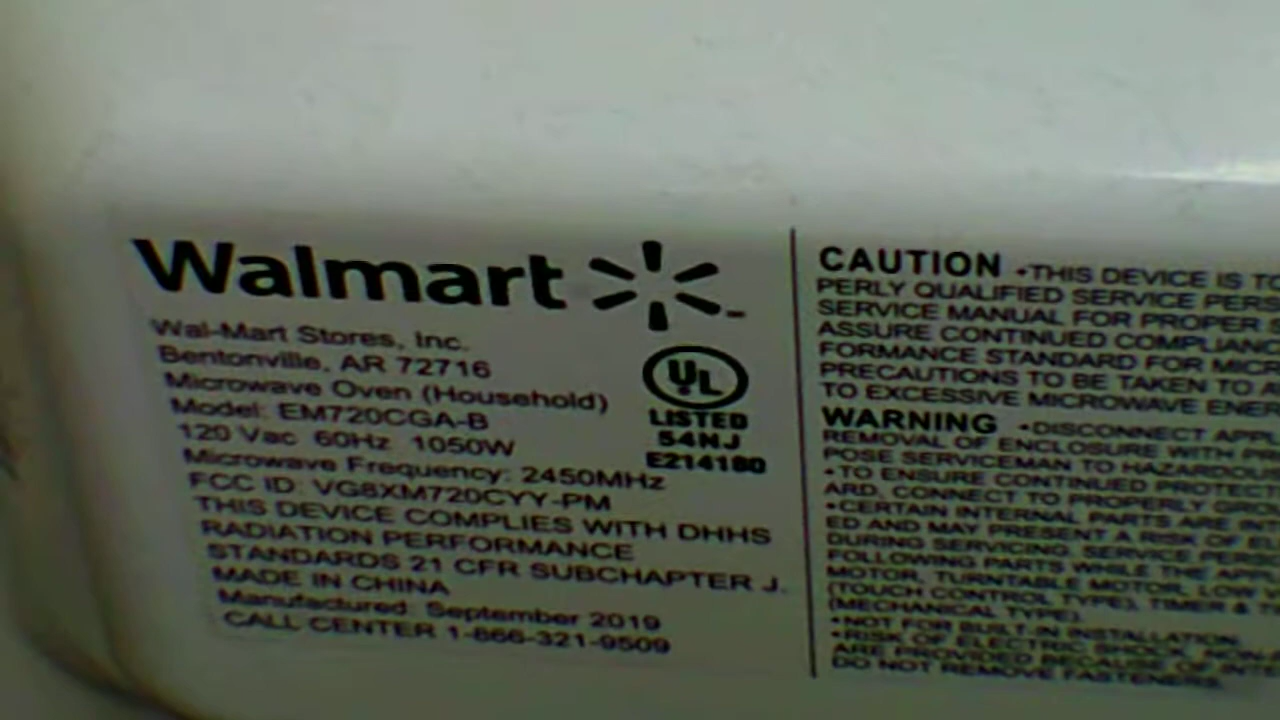 Walmart
Wal-Mart Stores, Inc.
Bentonville, AR 72716
Microwave Oven (Household)
Model: EM720CGA-B
120 Vac 60Hz 1050W
Microwave Frequency: 2450MHz
FCC ID: VG8XM720CYY-PM
THIS DEVICE COMPLIES WITH DHHS
RADIATION PERFORMANCE
STANDARDS 21 CFR SUBCHAPTER J.
MADE IN CHINA
Manufactured: September 2019
CALL CENTER 1-866-321-9509
UL
LISTED
54NJ
E214180
CAUTION •THIS DEVICE IS TO
PERLY QUALIFIED SERVICE PERS
SERVICE MANUAL FOR PROPER S
ASSURE CONTINUED COMPLIANC
FORMANCE STANDARD FOR MICR
PRECAUTIONS TO BE TAKEN TO A
TO EXCESSIVE MICROWAVE ENER
WARNING •DISCONNECT APPL
REMOVAL OF ENCLOSURE WITH PR
POSE SERVICEMAN TO HAZARDOUS
•TO ENSURE CONTINUED PROTECT
ARD, CONNECT TO PROPERLY GRO
•CERTAIN INTERNAL PARTS ARE INT
ED AND MAY PRESENT A RISK OF EL
DURING SERVICING. SERVICE PERS
FOLLOWING PARTS WHILE THE APPL
MOTOR, TURNTABLE MOTOR, LOW V
(TOUCH CONTROL TYPE), TIMER & T
(MECHANICAL TYPE).
•NOT FOR BUILT-IN INSTALLATION.
•RISK OF ELECTRIC SHOCK,
ARE PROVIDED BECAUSE OF INTE
DO NOT REMOVE FASTENERS.